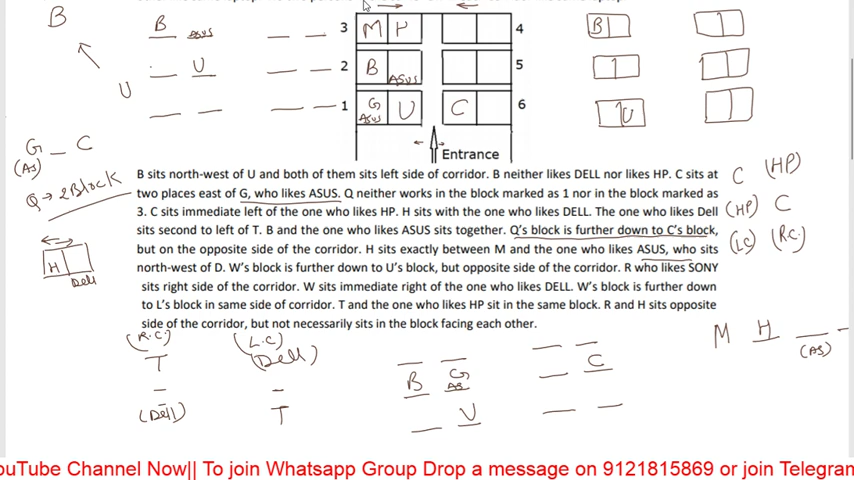 B
B ASUS
3 M H 4
B
U
U
2 B ASUS 5
1 G ASUS U C 6
U
Entrance
G _ C
(AS)
Q → 2Block
H Dell
B sits north-west of U and both of them sits left side of corridor. B neither likes DELL nor likes HP. C sits at
two places east of G, who likes ASUS. Q neither works in the block marked as 1 nor in the block marked as
3. C sits immediate left of the one who likes HP. H sits with the one who likes DELL. The one who likes Dell
sits second to left of T. B and the one who likes ASUS sits together. Q's block is further down to C's block,
but on the opposite side of the corridor. H sits exactly between M and the one who likes ASUS, who sits
north-west of D. W's block is further down to U's block, but opposite side of the corridor. R who likes SONY
sits right side of the corridor. W sits immediate right of the one who likes DELL. W's block is further down
to L's block in same side of corridor. T and the one who likes HP sit in the same block. R and H sits opposite
side of the corridor, but not necessarily sits in the block facing each other.
C (HP)
(HP) C
(LC) (R.C)
(R.C) (L.C)
T (Dell)
(Dell) T
C
B G AS
U
M H _
(AS)
ouTube Channel Now|| To join Whatsapp Group Drop a message on 9121815869 or join Telegram